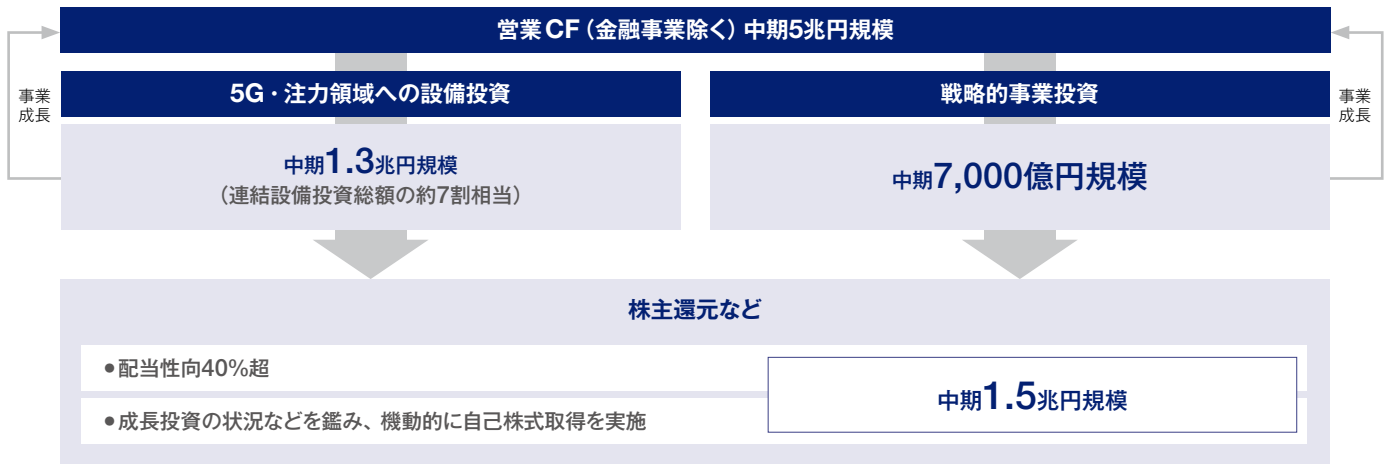 営業CF（金融事業除く）中期5兆円規模
事業
成長
5G・注力領域への設備投資
戦略的事業投資
事業
成長
中期1.3兆円規模
（連結設備投資総額の約7割相当）
中期7,000億円規模
株主還元など
●配当性向40％超
●成長投資の状況などを鑑み、機動的に自己株式取得を実施
中期1.5兆円規模